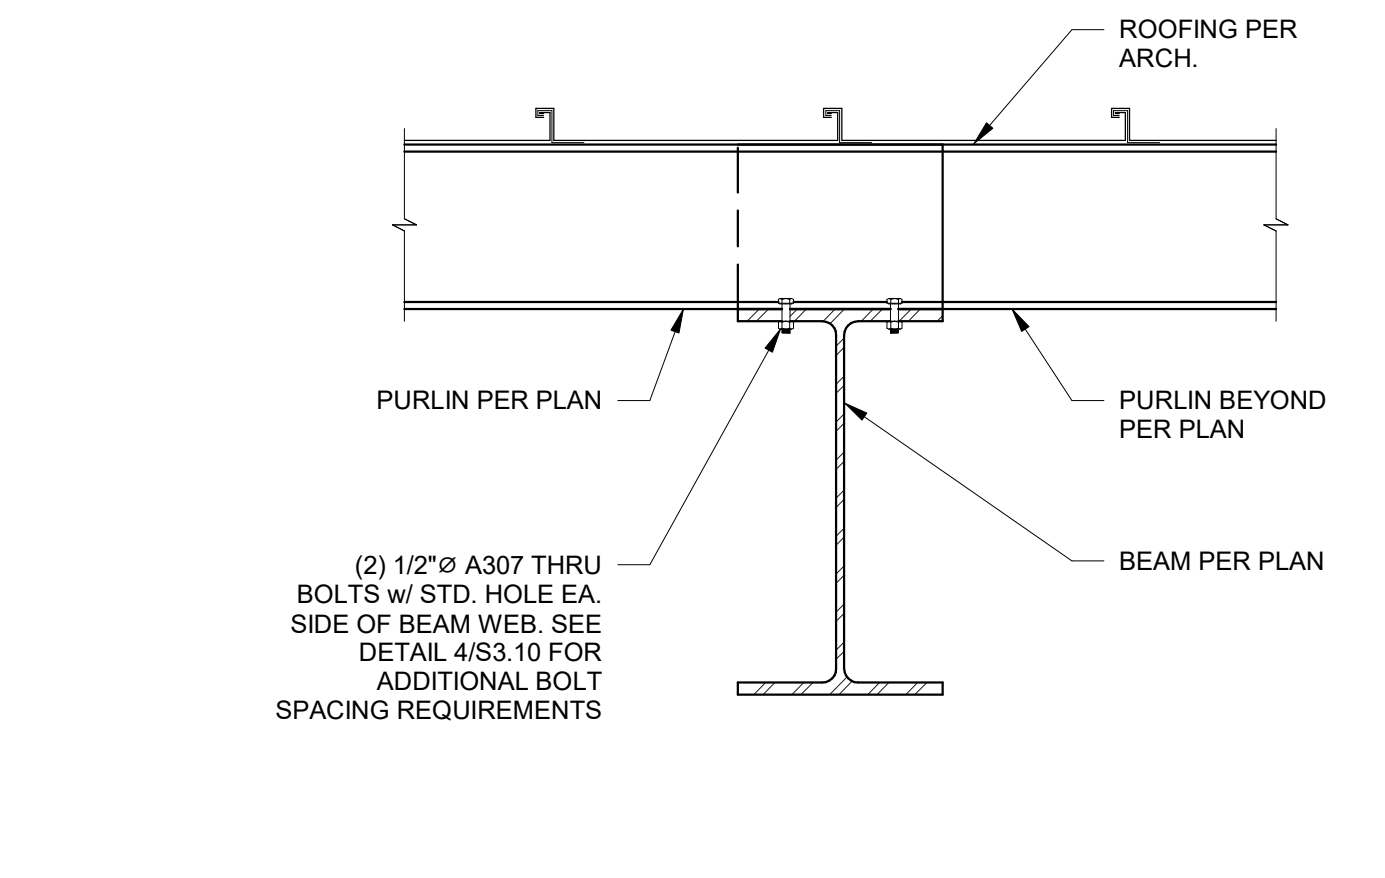 ROOFING PER
ARCH.
PURLIN PER PLAN
PURLIN BEYOND
PER PLAN
(2) 1/2"∅ A307 THRU
BOLTS w/ STD. HOLE EA.
SIDE OF BEAM WEB. SEE
DETAIL 4/S3.10 FOR
ADDITIONAL BOLT
SPACING REQUIREMENTS
BEAM PER PLAN